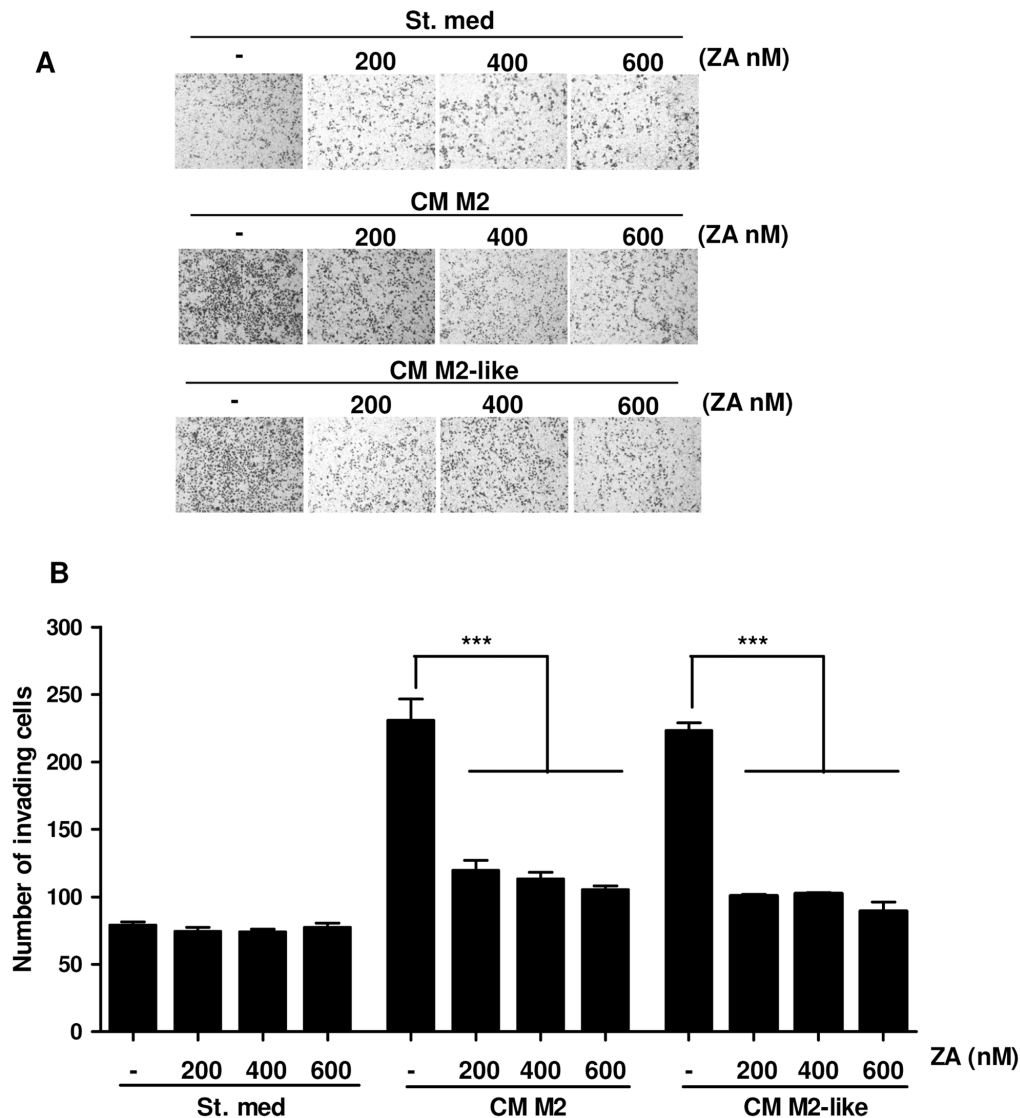 St. med
A
- 200 400 600 (ZA nM)
CM M2
- 200 400 600 (ZA nM)
CM M2-like
- 200 400 600 (ZA nM)
B
300
250
200
150
100
50
0
Number of invading cells
***
***
- 200 400 600 - 200 400 600 - 200 400 600 ZA (nM)
St. med CM M2 CM M2-like